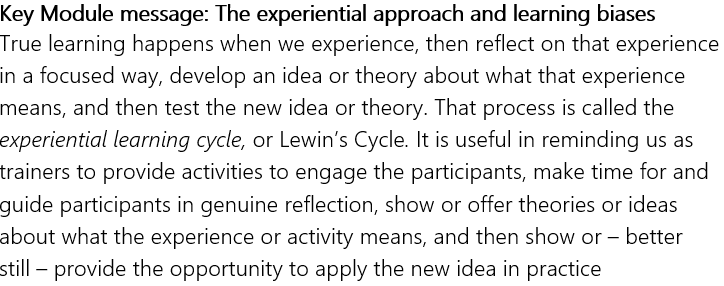 Key Module message: The experiential approach and learning biases
True learning happens when we experience, then reflect on that experience
in a focused way, develop an idea or theory about what that experience
means, and then test the new idea or theory. That process is called the
experiential learning cycle, or Lewin’s Cycle. It is useful in reminding us as
trainers to provide activities to engage the participants, make time for and
guide participants in genuine reflection, show or offer theories or ideas
about what the experience or activity means, and then show or – better
still – provide the opportunity to apply the new idea in practice